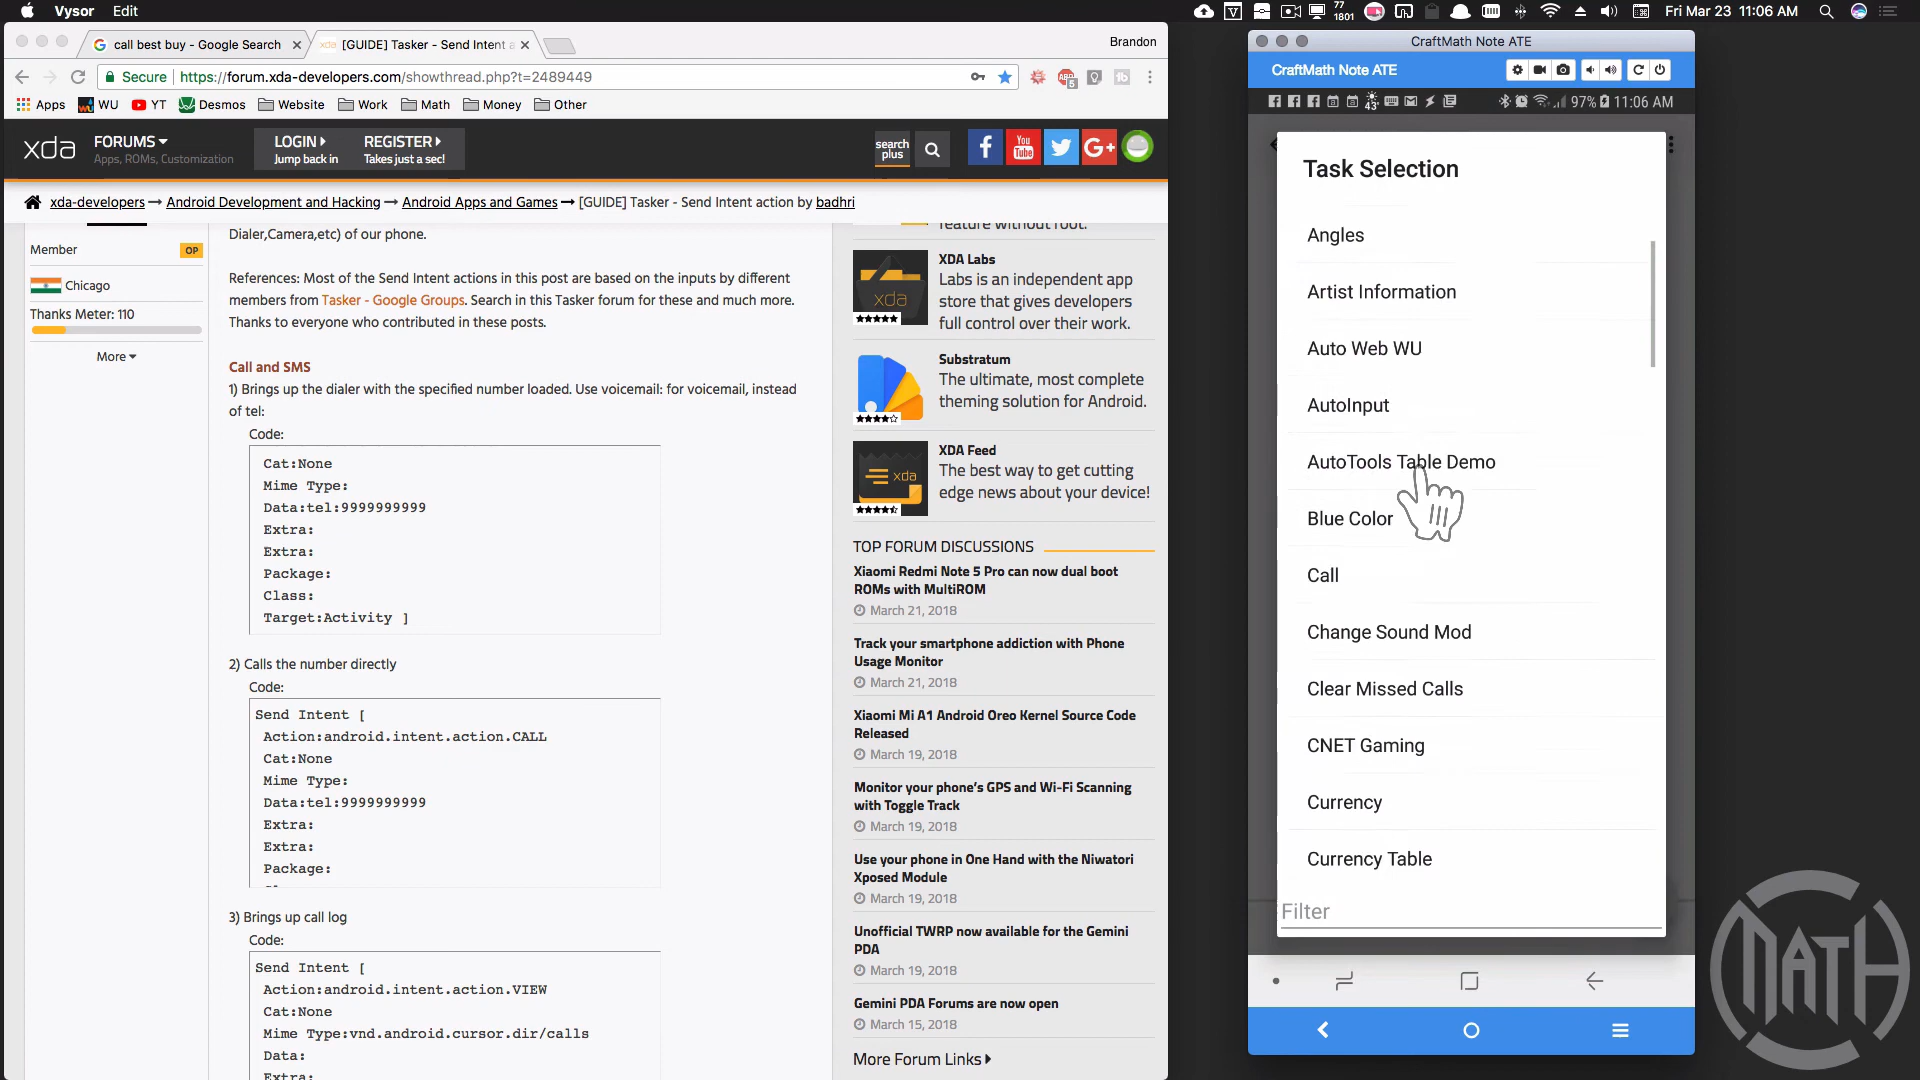 Vysor Edit
77
1801
Fri Mar 23 11:06 AM
call best buy - Google Search
[GUIDE] Tasker - Send Intent a
Brandon
Secure https://forum.xda-developers.com/showthread.php?t=2489449
Apps WU YT Desmos Website Work Math Money Other
xda
FORUMS
Apps, ROMs, Customization
LOGIN
Jump back in
REGISTER
Takes just a sec!
search
plus
f You
Tube G+
xda-developers → Android Development and Hacking → Android Apps and Games → [GUIDE] Tasker - Send Intent action by badhri
Member OP
Chicago
Thanks Meter: 110
More
Dialer,Camera,etc) of our phone.
References: Most of the Send Intent actions in this post are based on the inputs by different
members from Tasker - Google Groups. Search in this Tasker forum for these and much more.
Thanks to everyone who contributed in these posts.
Call and SMS
1) Brings up the dialer with the specified number loaded. Use voicemail: for voicemail, instead
of tel:
Code:
Cat:None
Mime Type:
Data:tel:9999999999
Extra:
Extra:
Package:
Class:
Target:Activity ]
2) Calls the number directly
Code:
Send Intent [
Action:android.intent.action.CALL
Cat:None
Mime Type:
Data:tel:9999999999
Extra:
Extra:
Package:
3) Brings up call log
Code:
Send Intent [
Action:android.intent.action.VIEW
Cat:None
Mime Type:vnd.android.cursor.dir/calls
Data:
Extra:
feature without root.
xda
XDA Labs
Labs is an independent app
store that gives developers
full control over their work.
Substratum
The ultimate, most complete
theming solution for Android.
xda
XDA Feed
The best way to get cutting
edge news about your device!
TOP FORUM DISCUSSIONS
Xiaomi Redmi Note 5 Pro can now dual boot
ROMs with MultiROM
March 21, 2018
Track your smartphone addiction with Phone
Usage Monitor
March 21, 2018
Xiaomi Mi A1 Android Oreo Kernel Source Code
Released
March 19, 2018
Monitor your phone's GPS and Wi-Fi Scanning
with Toggle Track
March 19, 2018
Use your phone in One Hand with the Niwatori
Xposed Module
March 19, 2018
Unofficial TWRP now available for the Gemini
PDA
March 19, 2018
Gemini PDA Forums are now open
March 15, 2018
More Forum Links
CraftMath Note ATE
CraftMath Note ATE
43° 97% 11:06 AM
Task Selection
Angles
Artist Information
Auto Web WU
AutoInput
AutoTools Table Demo
Blue Color
Call
Change Sound Mod
Clear Missed Calls
CNET Gaming
Currency
Currency Table
Filter
MATH